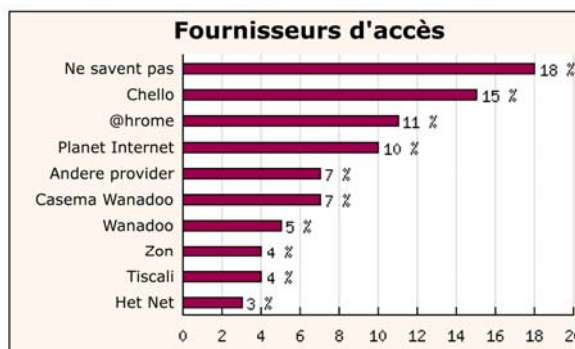 Fournisseurs d'accès
Ne savent pas 18 %
Chello 15 %
@hrome 11 %
Planet Internet 10 %
Andere provider 7 %
Casema Wanadoo 7 %
Wanadoo 5 %
Zon 4 %
Tiscali 4 %
Het Net 3 %
0 2 4 6 8 10 12 14 16 18 20